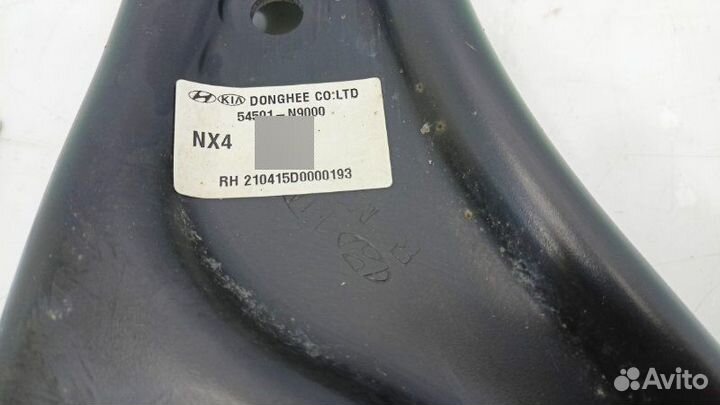 KIA DONGHEE CO:LTD
54501-N9000
NX4
RH 210415D0000193
Avito